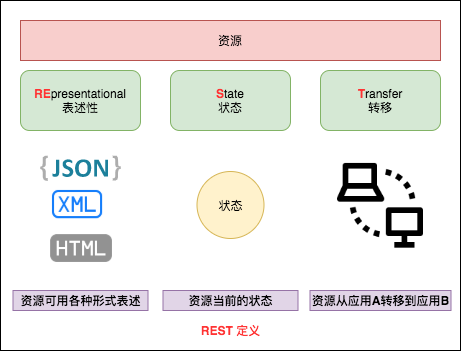 资源
REpresentational
表述性
State
状态
Transfer
转移
{JSON}
XML
HTML
状态
资源可用各种形式表述
资源当前的状态
资源从应用A转移到应用B
REST 定义